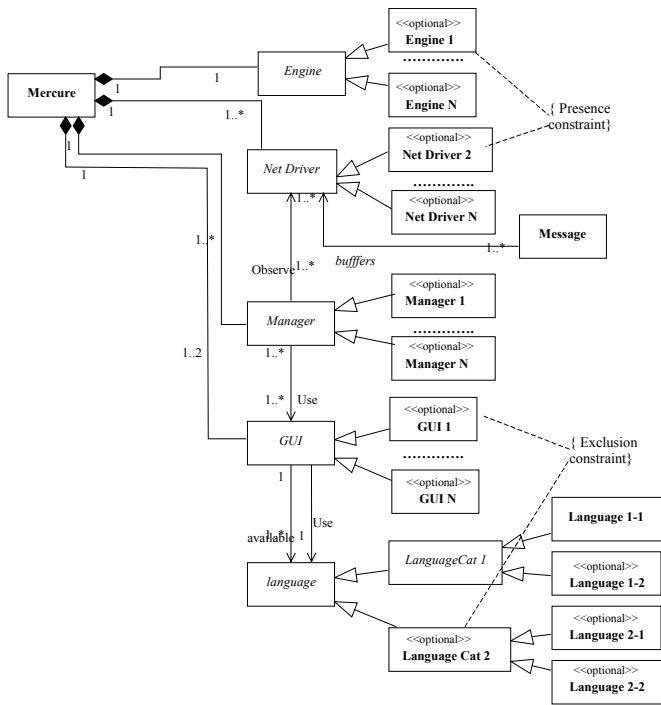 <<optional>>
Engine 1
.............
Engine
Mercure
1
1
<<optional>>
Engine N
{ Presence
constraint}
1
1..*
<<optional>>
Net Driver 2
.............
1
1
Net Driver
1..*
<<optional>>
Net Driver N
Message
1..*
1..*
bufffers
1..*
Observe
<<optional>>
Manager 1
.............
Manager
<<optional>>
Manager N
1..*
1..2
1..*
Use
<<optional>>
GUI 1
.............
GUI
{ Exclusion
constraint}
<<optional>>
GUI N
1
Use
1..*
1
available
Language 1-1
LanguageCat 1
<<optional>>
Language 1-2
language
<<optional>>
Language Cat 2
<<optional>>
Language 2-1
<<optional>>
Language 2-2